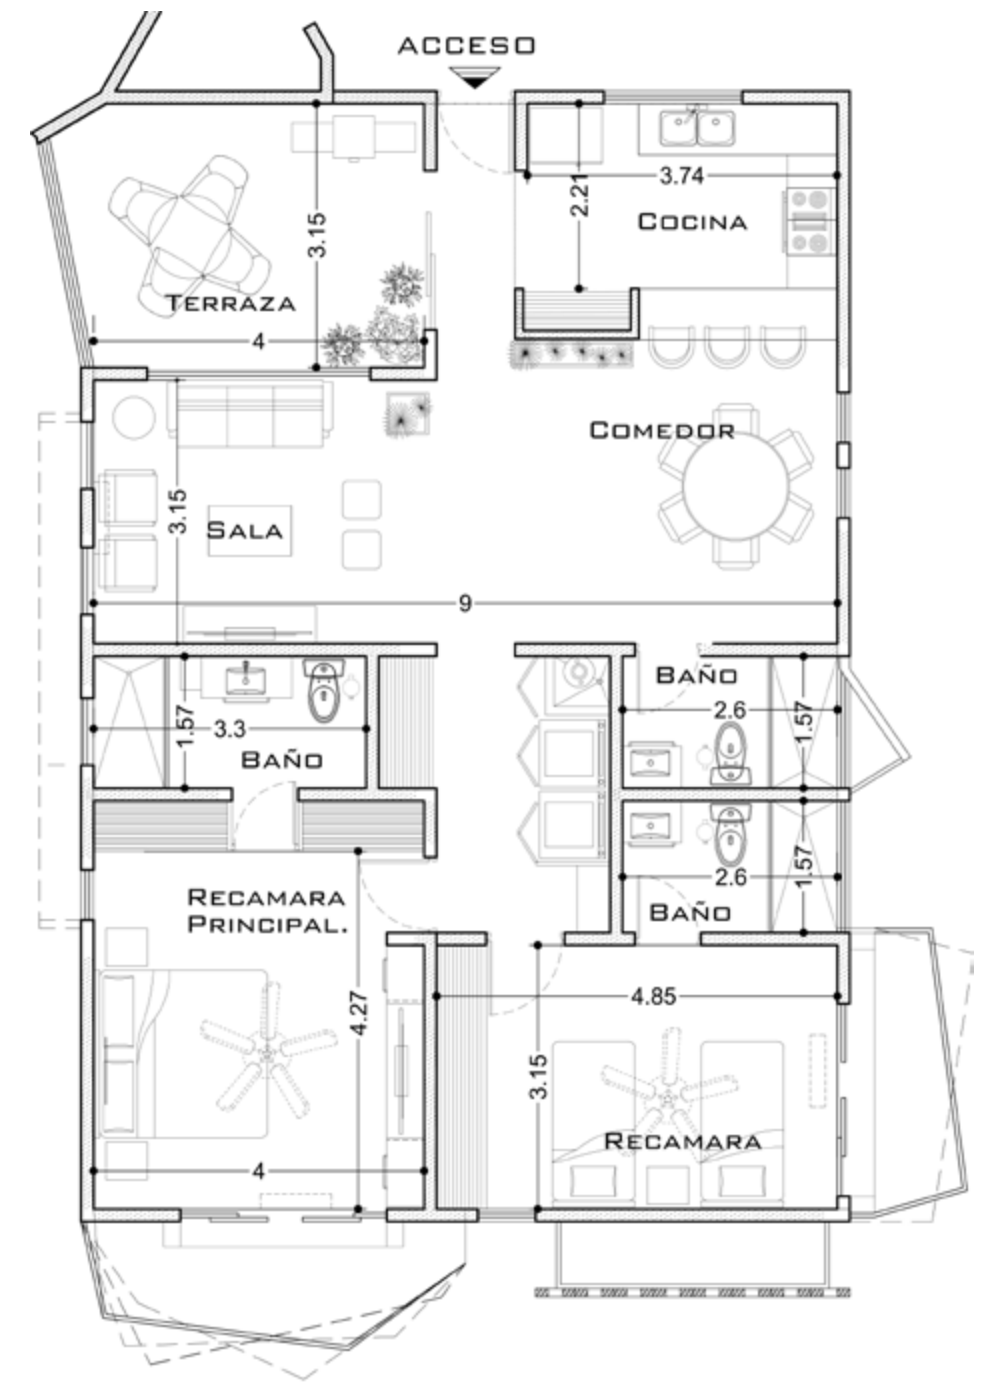 ACCESO
3.15
2.21
3.74
COCINA
TERRAZA
4
COMEDOR
3.15
SALA
9
BAÑO
1.57
3.3
2.6
1.57
BAÑO
1.57
2.6
RECAMARA
PRINCIPAL.
BAÑO
4.27
4.85
3.15
RECAMARA
4